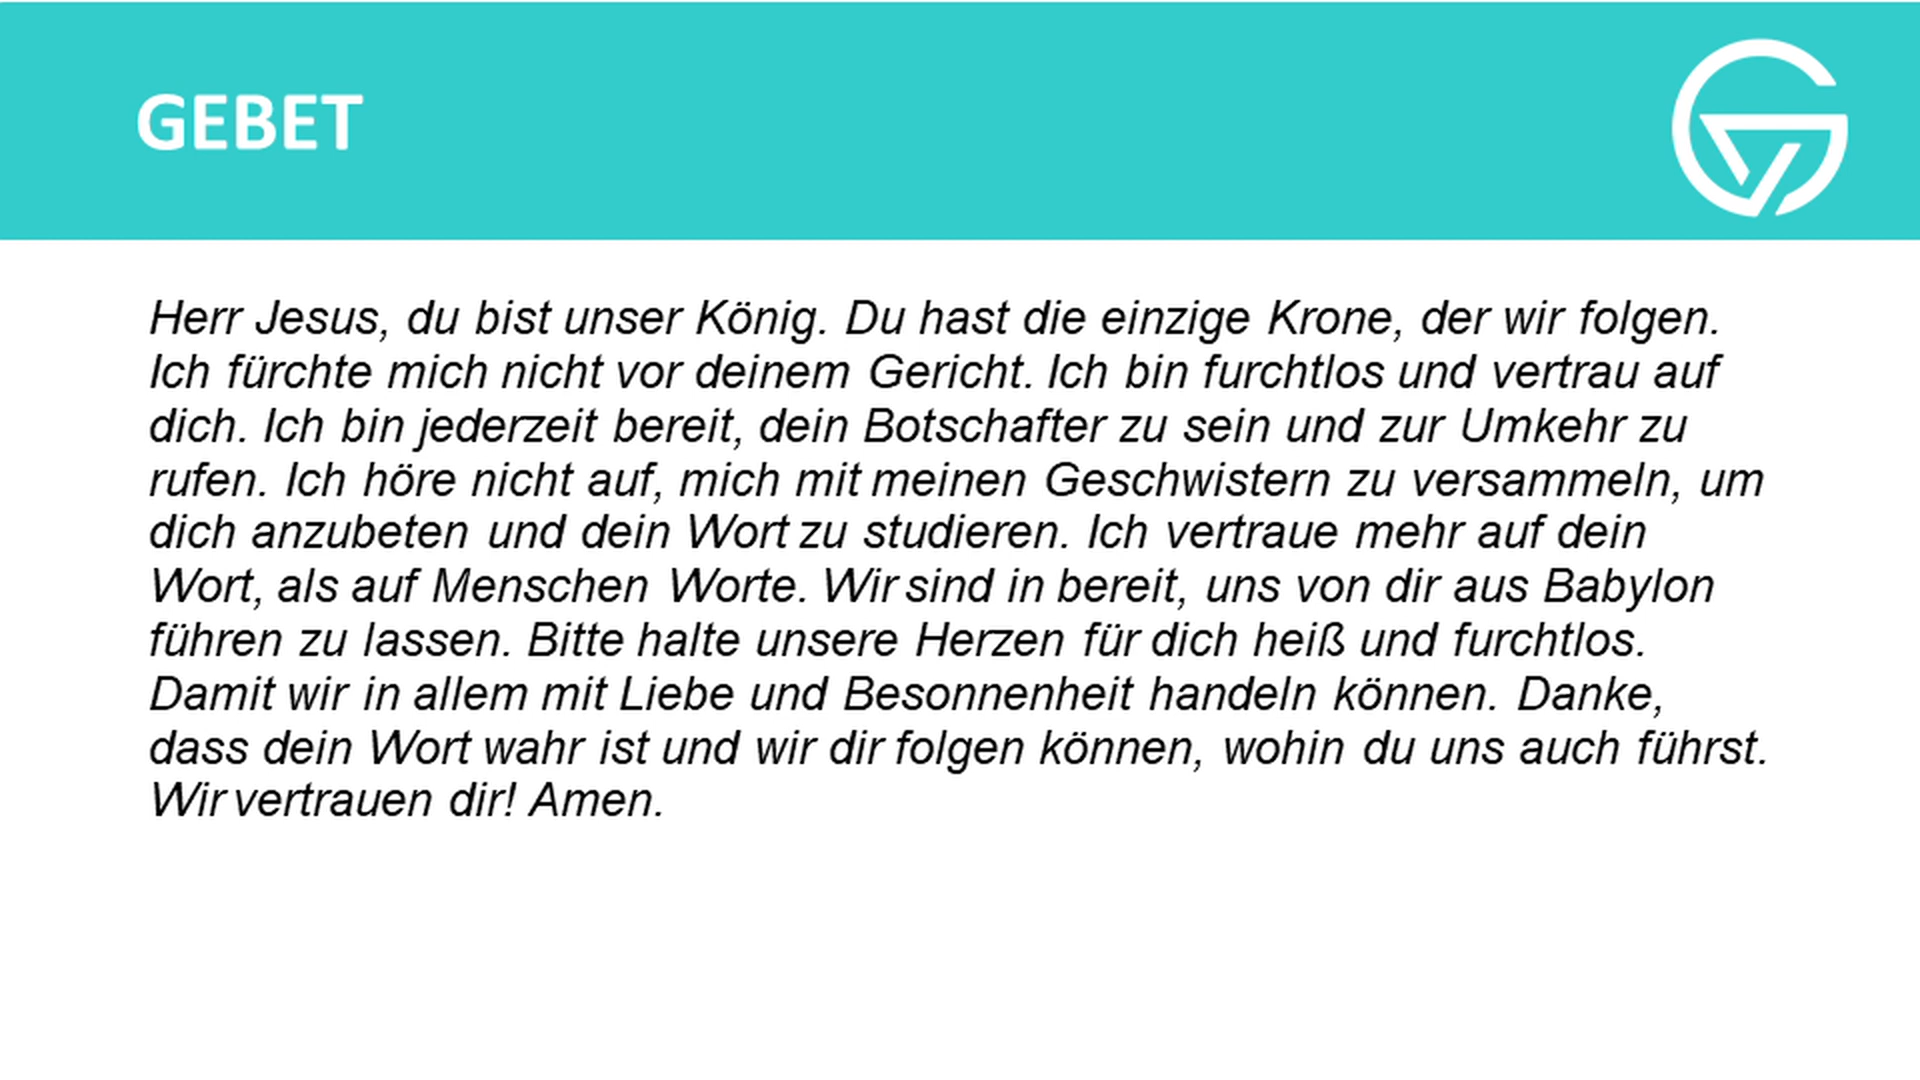 GEBET
Herr Jesus, du bist unser König. Du hast die einzige Krone, der wir folgen.
Ich fürchte mich nicht vor deinem Gericht. Ich bin furchtlos und vertrau auf
dich. Ich bin jederzeit bereit, dein Botschafter zu sein und zur Umkehr zu
rufen. Ich höre nicht auf, mich mit meinen Geschwistern zu versammeln, um
dich anzubeten und dein Wort zu studieren. Ich vertraue mehr auf dein
Wort, als auf Menschen Worte. Wir sind in bereit, uns von dir aus Babylon
führen zu lassen. Bitte halte unsere Herzen für dich heiß und furchtlos.
Damit wir in allem mit Liebe und Besonnenheit handeln können. Danke,
dass dein Wort wahr ist und wir dir folgen können, wohin du uns auch führst.
Wir vertrauen dir! Amen.